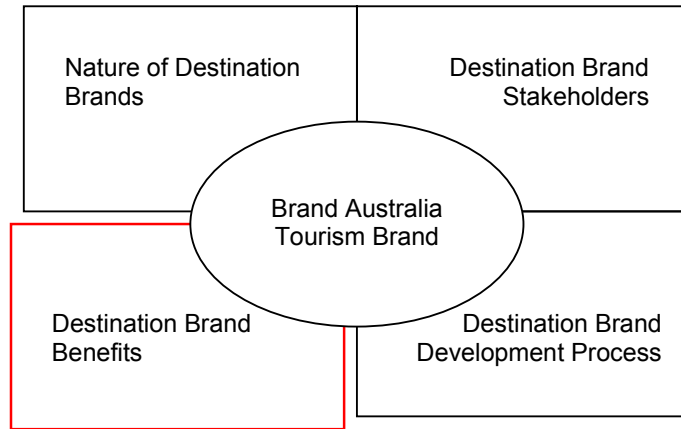 Nature of Destination
Brands
Destination Brand
Stakeholders
Brand Australia
Tourism Brand
Destination Brand
Benefits
Destination Brand
Development Process